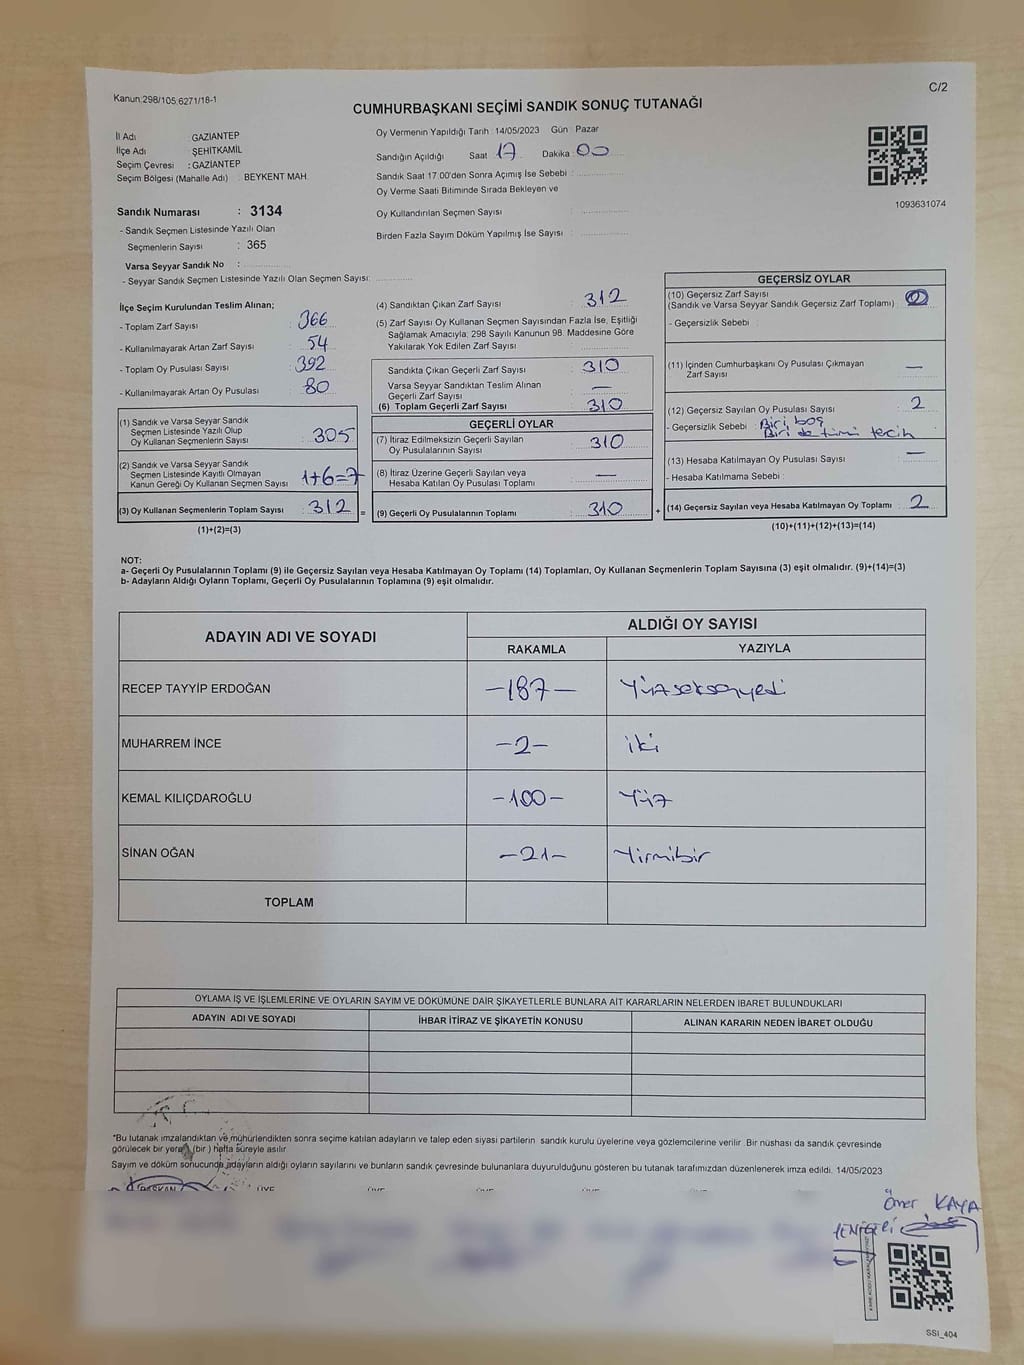 Kanun:298/105;6271/18-1
C/2
CUMHURBAŞKANI SEÇİMİ SANDIK SONUÇ TUTANAĞI
İl Adı : GAZİANTEP
İlçe Adı : ŞEHİTKAMİL
Seçim Çevresi : GAZİANTEP
Seçim Bölgesi (Mahalle Adı) : BEYKENT MAH.
Oy Vermenin Yapıldığı Tarih : 14/05/2023 Gün : Pazar
Sandığın Açıldığı Saat : 17 Dakika : 00
Sandık Saat 17.00'den Sonra Açımış İse Sebebi :
Oy Verme Saati Bitiminde Sırada Bekleyen ve
Oy Kullandırılan Seçmen Sayısı :
Birden Fazla Sayım Döküm Yapılmış İse Sayısı :
1093631074
Sandık Numarası : 3134
- Sandık Seçmen Listesinde Yazılı Olan
Seçmenlerin Sayısı : 365
Varsa Seyyar Sandık No :
- Seyyar Sandık Seçmen Listesinde Yazılı Olan Seçmen Sayısı:
İlçe Seçim Kurulundan Teslim Alınan;
- Toplam Zarf Sayısı : 366
- Kullanılmayarak Artan Zarf Sayısı : 54
- Toplam Oy Pusulası Sayısı : 392
- Kullanılmayarak Artan Oy Pusulası : 80
(1) Sandık ve Varsa Seyyar Sandık
Seçmen Listesinde Yazılı Olup
Oy Kullanan Seçmenlerin Sayısı : 305
(2) Sandık ve Varsa Seyyar Sandık
Seçmen Listesinde Kayıtlı Olmayan
Kanun Gereği Oy Kullanan Seçmen Sayısı : 1+6=7
(3) Oy Kullanan Seçmenlerin Toplam Sayısı : 312 =
(1)+(2)=(3)
(4) Sandıktan Çıkan Zarf Sayısı : 312
(5) Zarf Sayısı Oy Kullanan Seçmen Sayısından Fazla İse, Eşitliği
Sağlamak Amacıyla; 298 Sayılı Kanunun 98. Maddesine Göre
Yakılarak Yok Edilen Zarf Sayısı :
Sandıkta Çıkan Geçerli Zarf Sayısı : 310
Varsa Seyyar Sandıktan Teslim Alınan
Geçerli Zarf Sayısı : —
(6) Toplam Geçerli Zarf Sayısı : 310
GEÇERLİ OYLAR
(7) İtiraz Edilmeksizin Geçerli Sayılan
Oy Pusulalarının Sayısı : 310
(8) İtiraz Üzerine Geçerli Sayılan veya
Hesaba Katılan Oy Pusulası Toplamı : —
(9) Geçerli Oy Pusulalarının Toplamı : 310 +
GEÇERSİZ OYLAR
(10) Geçersiz Zarf Sayısı
(Sandık ve Varsa Seyyar Sandık Geçersiz Zarf Toplamı) :
- Geçersizlik Sebebi :
(11) İçinden Cumhurbaşkanı Oy Pusulası Çıkmayan
Zarf Sayısı : —
(12) Geçersiz Sayılan Oy Pusulası Sayısı : 2
- Geçersizlik Sebebi : Biri boş
Biri de tümü tercih
(13) Hesaba Katılmayan Oy Pusulası Sayısı : —
- Hesaba Katılmama Sebebi :
(14) Geçersiz Sayılan veya Hesaba Katılmayan Oy Toplamı : 2
(10)+(11)+(12)+(13)=(14)
NOT:
a- Geçerli Oy Pusulalarının Toplamı (9) ile Geçersiz Sayılan veya Hesaba Katılmayan Oy Toplamı (14) Toplamları, Oy Kullanan Seçmenlerin Toplam Sayısına (3) eşit olmalıdır. (9)+(14)=(3)
b- Adayların Aldığı Oyların Toplamı, Geçerli Oy Pusulalarının Toplamına (9) eşit olmalıdır.
ADAYIN ADI VE SOYADI
ALDIĞI OY SAYISI
RAKAMLA YAZIYLA
RECEP TAYYİP ERDOĞAN -187- Yüzseksenyedi
MUHARREM İNCE -2- iki
KEMAL KILIÇDAROĞLU -100- Yüz
SİNAN OĞAN -21- Yirmibir
TOPLAM
OYLAMA İŞ VE İŞLEMLERİNE VE OYLARIN SAYIM VE DÖKÜMÜNE DAİR ŞİKAYETLERLE BUNLARA AİT KARARLARIN NELERDEN İBARET BULUNDUKLARI
ADAYIN ADI VE SOYADI İHBAR İTİRAZ VE ŞİKAYETİN KONUSU ALINAN KARARIN NEDEN İBARET OLDUĞU
*Bu tutanak imzalandıktan ve mühürlendikten sonra seçime katılan adayların ve talep eden siyasi partilerin sandık kurulu üyelerine veya gözlemcilerine verilir. Bir nüshası da sandık çevresinde
görülecek bir yere (bir ) hafta süreyle asılır.
Sayım ve döküm sonucunda adayların aldığı oyların sayılarını ve bunların sandık çevresinde bulunanlara duyurulduğunu gösteren bu tutanak tarafımızdan düzenlenerek imza edildi. 14/05/2023
BAŞKAN ÜYE ÜYE ÜYE ÜYE ÜYE
Ömer KAYA
SSI_404